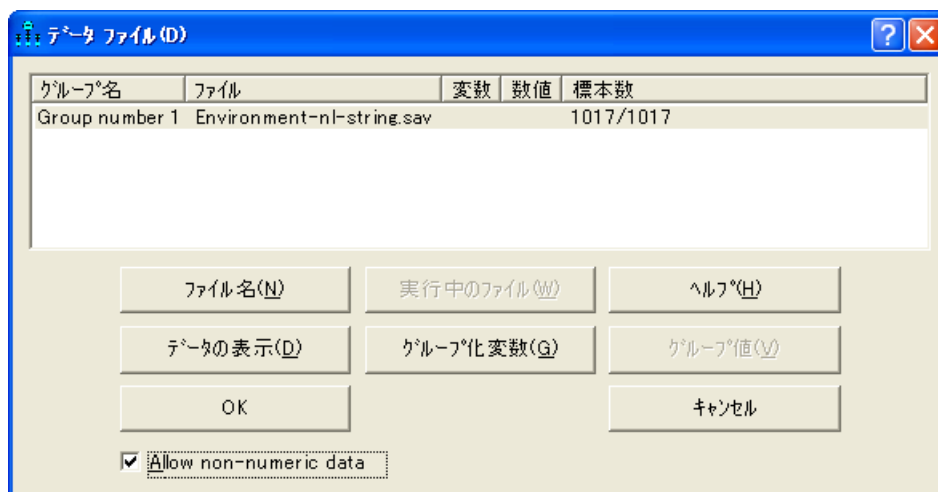 ﾃﾞｰﾀ ﾌｧｲﾙ(D)
ｸﾞﾙｰﾌﾟ名 ﾌｧｲﾙ 変数 数値 標本数
Group number 1 Environment-nl-string.sav 1017/1017
ﾌｧｲﾙ名(N) 実行中のﾌｧｲﾙ(W) ﾍﾙﾌﾟ(H)
ﾃﾞｰﾀの表示(D) ｸﾞﾙｰﾌﾟ化変数(G) ｸﾞﾙｰﾌﾟ値(V)
OK ｷｬﾝｾﾙ
Allow non-numeric data